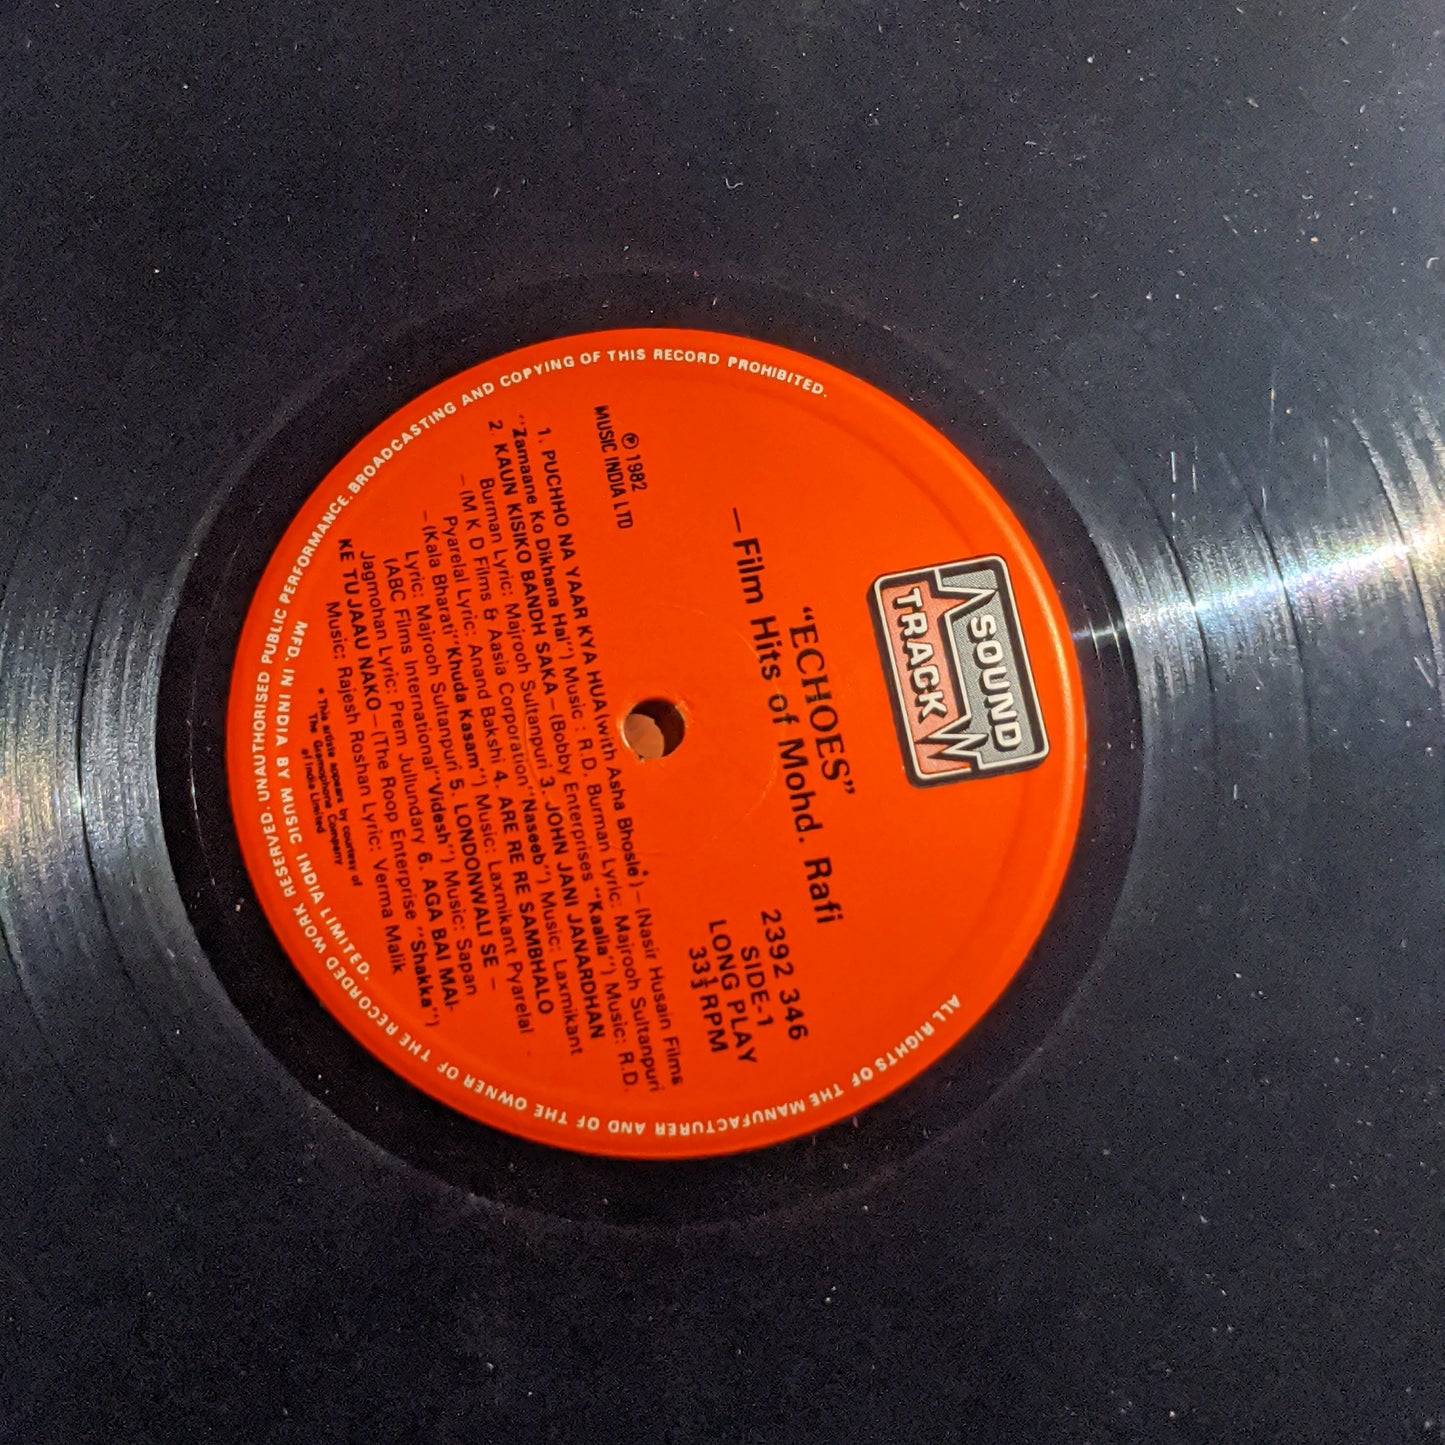 SOUND
TRACK
"ECHOES"
—Film Hits of Mohd. Rafi
2392 346
SIDE-1
LONG PLAY
33⅓ RPM
Ⓟ 1982
MUSIC INDIA LTD
1. PUCHHO NA YAAR KYA HUA (with Asha Bhosle*) — (Nasir Husain Films
"Zamaane Ko Dikhana Hai") Music : R.D. Burman Lyric: Majrooh Sultanpuri
2. KAUN KISIKO BANDH SAKA — (Bobby Enterprises "Kaalia") Music: R.D.
Burman Lyric: Majrooh Sultanpuri 3. JOHN JANI JANARDHAN
—(M K D Films & Aasia Corporation "Naseeb") Music: Laxmikant
Pyarelal Lyric: Anand Bakshi 4. ARE RE RE SAMBHALO
—(Kala Bharati "Khuda Kasam") Music: Laxmikant Pyarelal
Lyric: Majrooh Sultanpuri 5. LONDONWALI SE —
(ABC Films International "Videsh") Music: Sapan
Jagmohan Lyric: Prem Jullundary 6. AGA BAI MAI-
KE TU JAAU NAKO — (The Roop Enterprise "Shakka")
Music: Rajesh Roshan Lyric: Verma Malik
*This artiste appears by courtesy of
The Gramophone Company
of India Limited
ALL RIGHTS OF THE MANUFACTURER AND OF THE OWNER OF THE RECORDED WORK RESERVED. UNAUTHORISED PUBLIC PERFORMANCE, BROADCASTING AND COPYING OF THIS RECORD PROHIBITED.
MFD. IN INDIA BY MUSIC INDIA LIMITED.